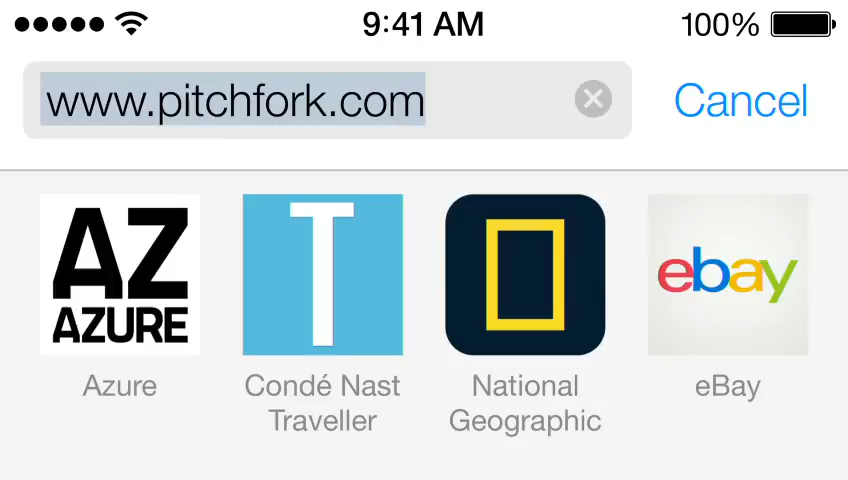 9:41 AM
100%
www.pitchfork.com
Cancel
AZ
AZURE
T
ebay
Azure
Condé Nast
Traveller
National
Geographic
eBay